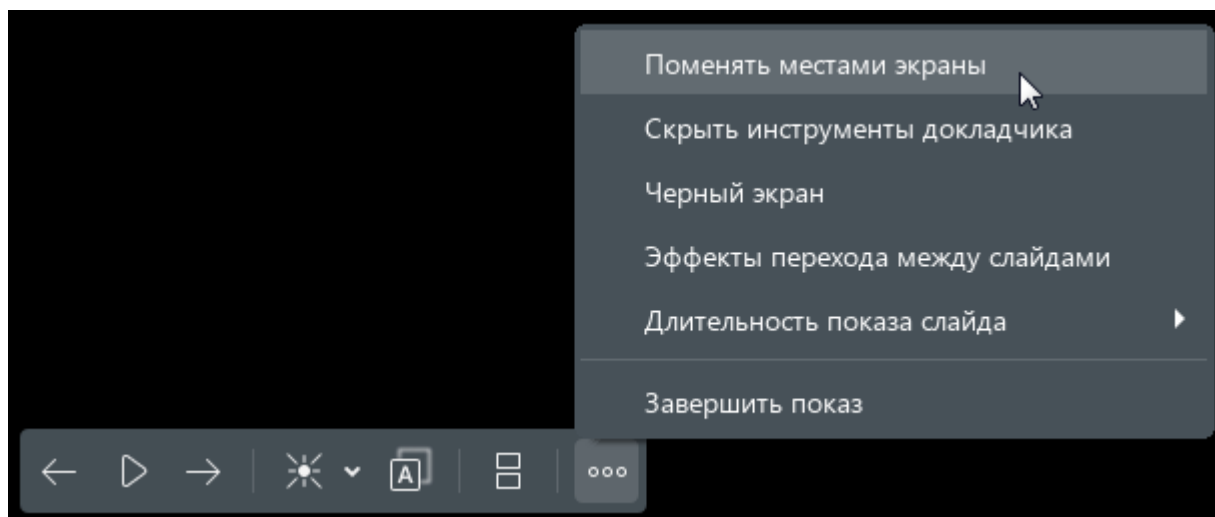 Поменять местами экраны
Скрыть инструменты докладчика
Черный экран
Эффекты перехода между слайдами
Длительность показа слайда
Завершить показ
A